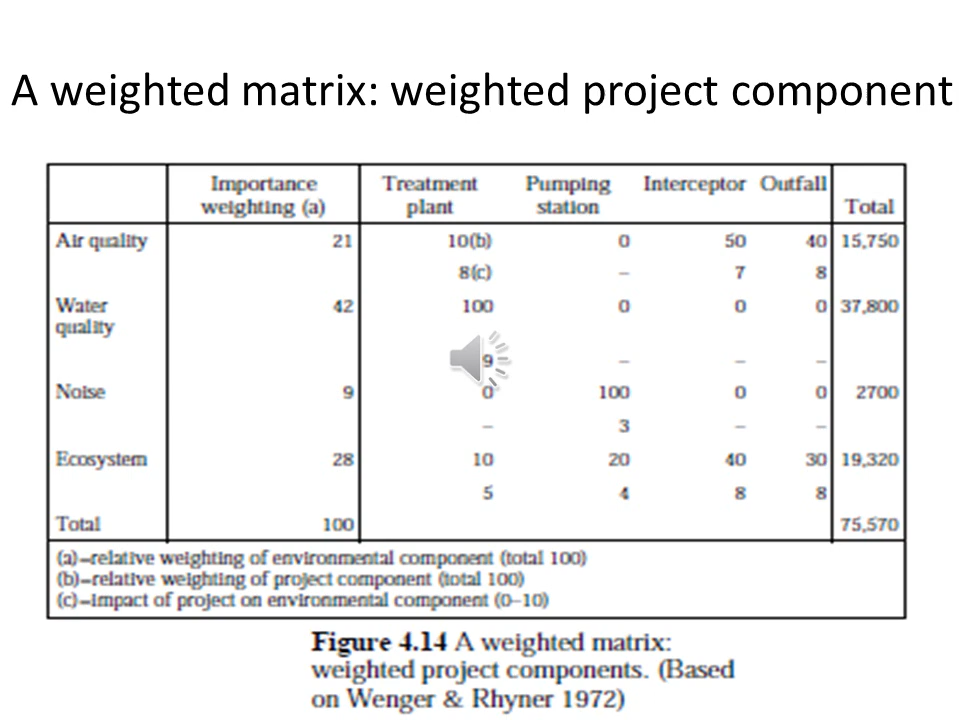 A weighted matrix: weighted project component
Importance Treatment Pumping Interceptor Outfall
weighting (a) plant station Total
Air quality 21 10(b) 0 50 40 15,750
8(c) – 7 8
Water 42 100 0 0 0 37,800
quality
9 – – –
Noise 9 0 100 0 0 2700
– 3 – –
Ecosystem 28 10 20 40 30 19,320
5 4 8 8
Total 100 75,570
(a)–relative weighting of environmental component (total 100)
(b)–relative weighting of project component (total 100)
(c)–impact of project on environmental component (0–10)
Figure 4.14 A weighted matrix:
weighted project components. (Based
on Wenger & Rhyner 1972)